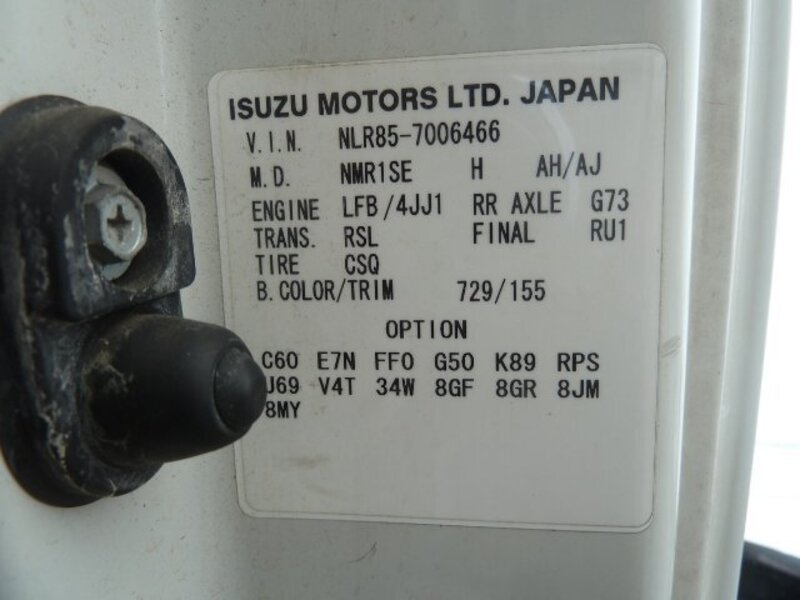 ISUZU MOTORS LTD. JAPAN
V.I.N. NLR85-7006466
M.D. NMR1SE H AH/AJ
ENGINE LFB/4JJ1 RR AXLE G73
TRANS. RSL FINAL RU1
TIRE CSQ
B.COLOR/TRIM 729/155
OPTION
C60 E7N FF0 G50 K89 RPS
J69 V4T 34W 8GF 8GR 8JM
8MY